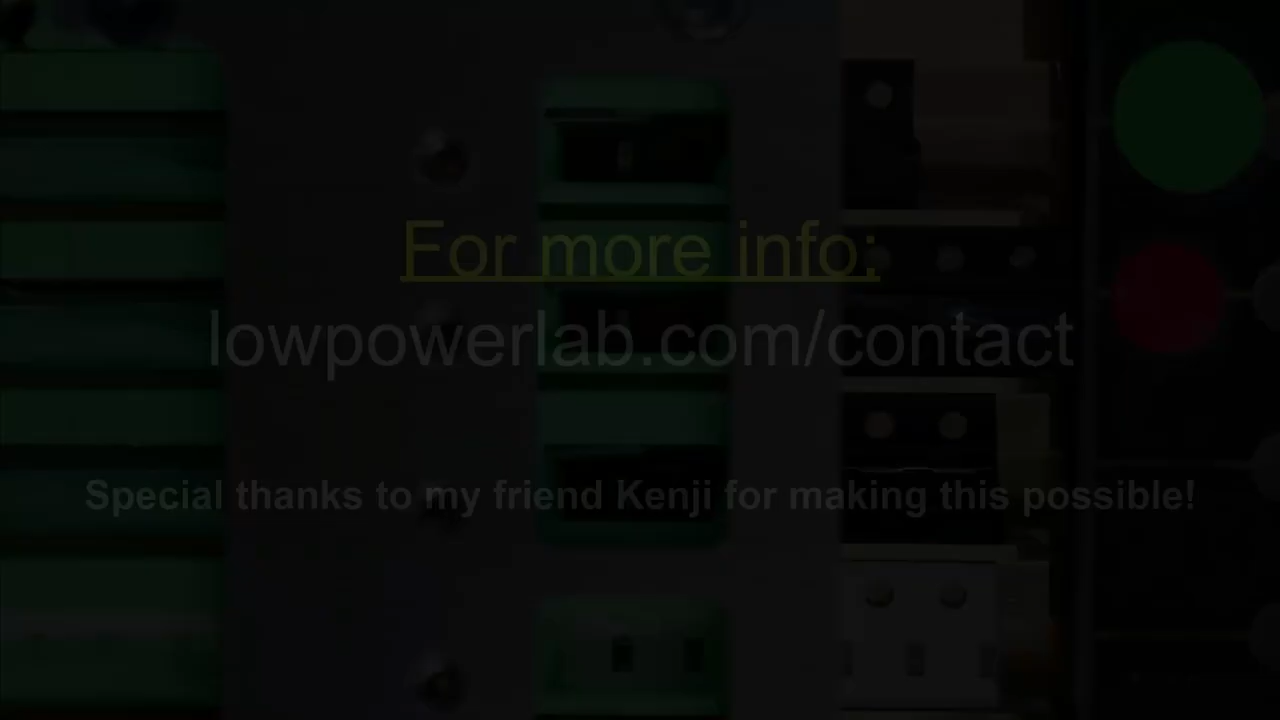 For more info:
lowpowerlab.com/contact
Special thanks to my friend Kenji for making this possible!